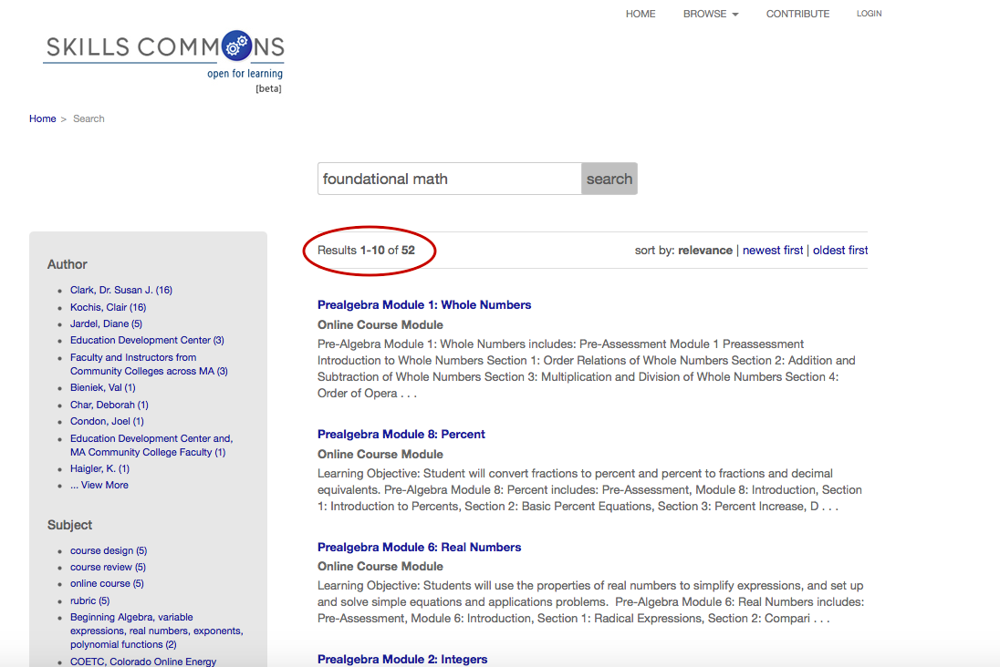 HOME BROWSE CONTRIBUTE LOGIN
SKILLS COMMONS
open for learning
[beta]
Home > Search
foundational math search
Results 1-10 of 52
sort by: relevance | newest first | oldest first
Author
Clark, Dr. Susan J. (16)
Kochis, Clair (16)
Jardel, Diane (5)
Education Development Center (3)
Faculty and Instructors from
Community Colleges across MA (3)
Bieniek, Val (1)
Char, Deborah (1)
Condon, Joel (1)
Education Development Center and,
MA Community College Faculty (1)
Haigler, K. (1)
... View More
Subject
course design (5)
course review (5)
online course (5)
rubric (5)
Beginning Algebra, variable
expressions, real numbers, exponents,
polynomial functions (2)
COETC, Colorado Online Energy
Prealgebra Module 1: Whole Numbers
Online Course Module
Pre-Algebra Module 1: Whole Numbers includes: Pre-Assessment Module 1 Preassessment
Introduction to Whole Numbers Section 1: Order Relations of Whole Numbers Section 2: Addition and
Subtraction of Whole Numbers Section 3: Multiplication and Division of Whole Numbers Section 4:
Order of Opera . . .
Prealgebra Module 8: Percent
Online Course Module
Learning Objective: Student will convert fractions to percent and percent to fractions and decimal
equivalents. Pre-Algebra Module 8: Percent includes: Pre-Assessment, Module 8: Introduction, Section
1: Introduction to Percents, Section 2: Basic Percent Equations, Section 3: Percent Increase, D . . .
Prealgebra Module 6: Real Numbers
Online Course Module
Learning Objective: Students will use the properties of real numbers to simplify expressions, and set up
and solve simple equations and applications problems. Pre-Algebra Module 6: Real Numbers includes:
Pre-Assessment, Module 6: Introduction, Section 1: Radical Expressions, Section 2: Compari . . .
Prealgebra Module 2: Integers